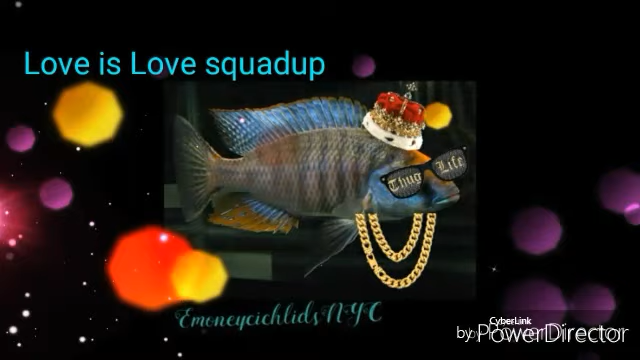 Love is Love squadup
Thug Life
EmoneycichlidsNYC
CyberLink
by PowerDirector